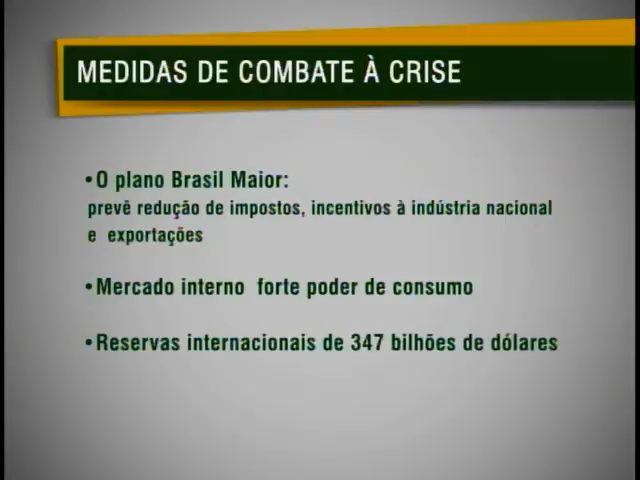 MEDIDAS DE COMBATE À CRISE
•O plano Brasil Maior:
prevê redução de impostos, incentivos à indústria nacional
e exportações
•Mercado interno forte poder de consumo
•Reservas internacionais de 347 bilhões de dólares